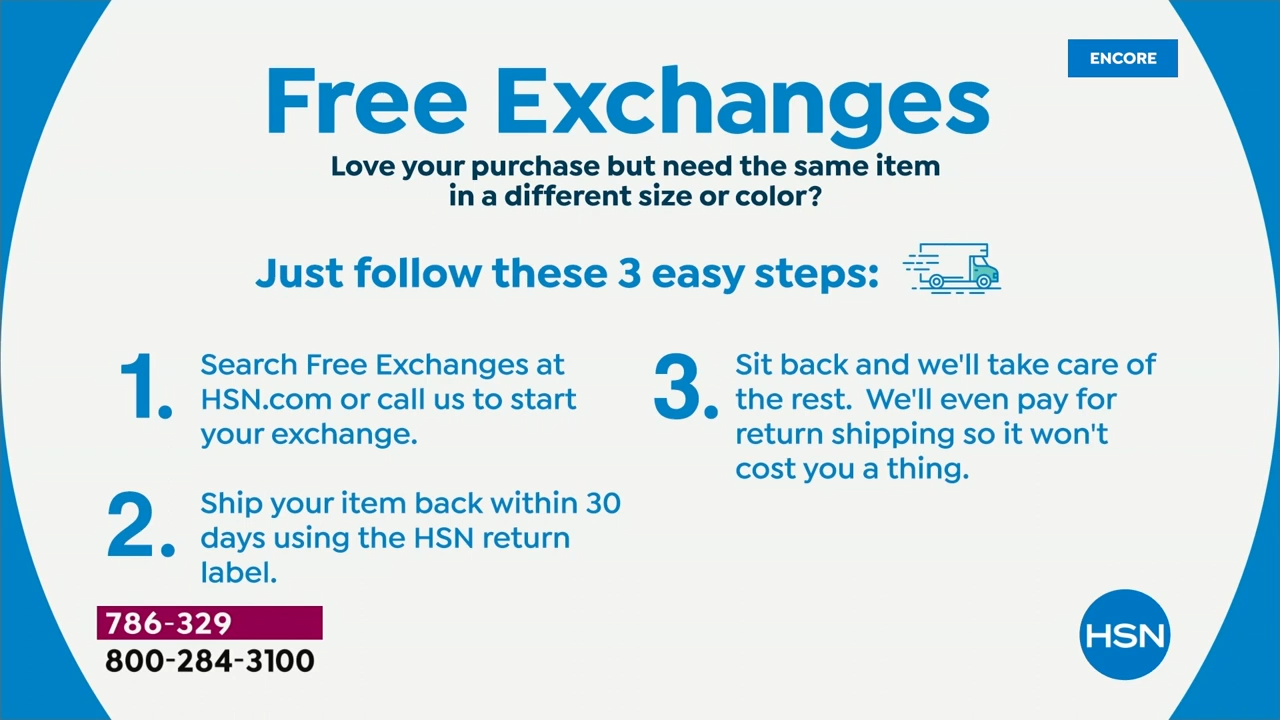 ENCORE
Free Exchanges
Love your purchase but need the same item
in a different size or color?
Just follow these 3 easy steps:
1. Search Free Exchanges at
HSN.com or call us to start
your exchange.
2. Ship your item back within 30
days using the HSN return
label.
3. Sit back and we'll take care of
the rest. We'll even pay for
return shipping so it won't
cost you a thing.
786-329
800-284-3100
HSN